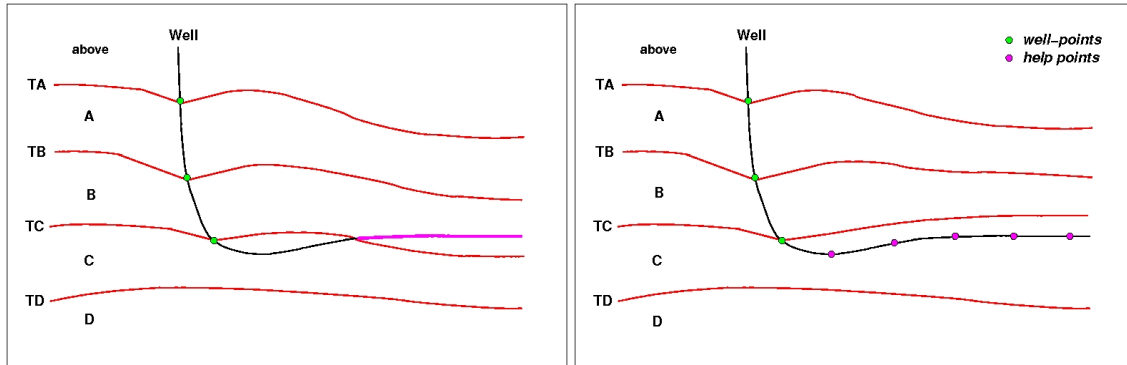 Well
above
TA
A
TB
B
TC
C
TD
D
Well
above
well-points
help points
TA
A
TB
B
TC
C
TD
D